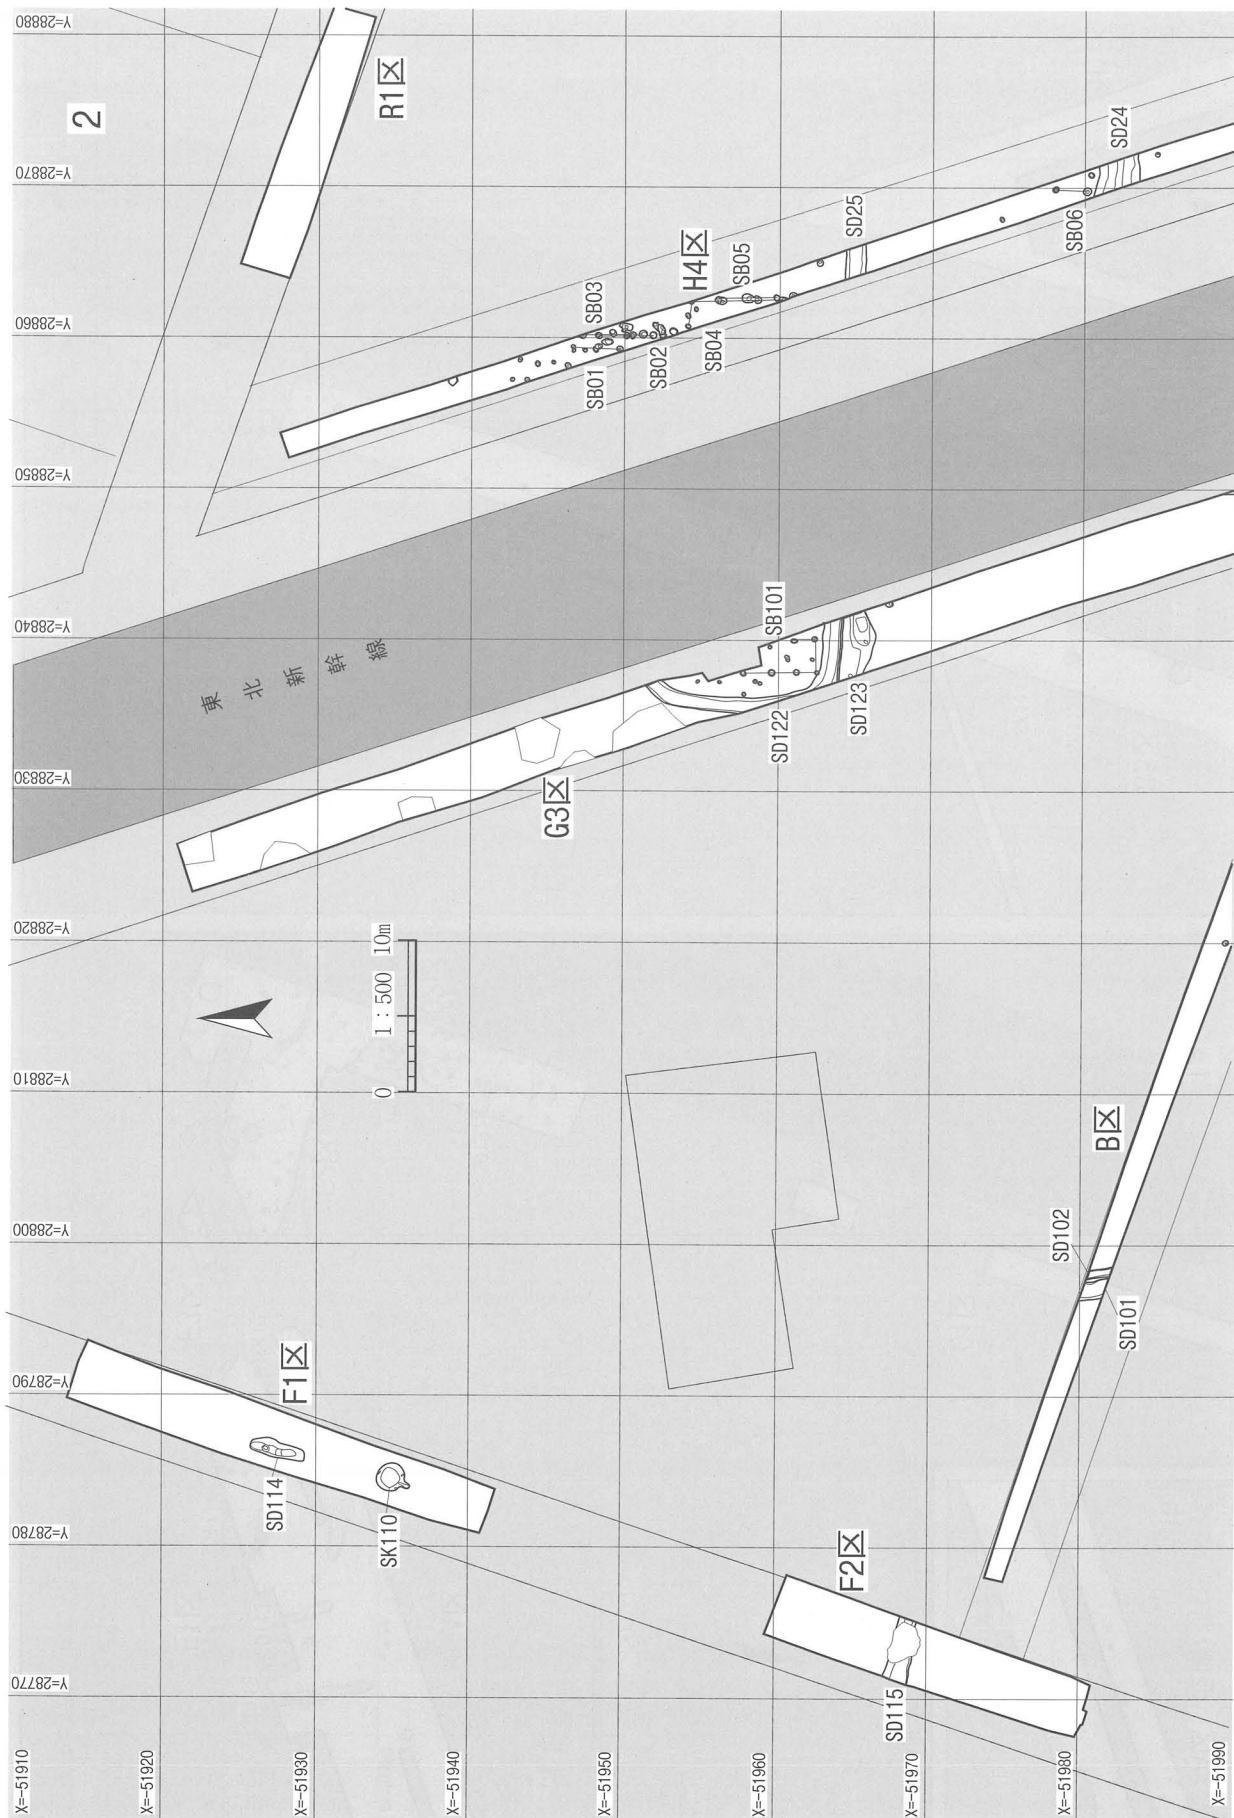 2
R1区
H4区
SB01
SB02
SB03
SB04
SB05
SB06
SD25
SD24
東北新幹線
G3区
SB101
SD122
SD123
0
1:500
10m
F1区
SD114
SK110
F2区
SD115
B区
SD102
SD101
Y=28880
Y=28870
Y=28860
Y=28850
Y=28840
Y=28830
Y=28820
Y=28810
Y=28800
Y=28790
Y=28780
Y=28770
X=-51910
X=-51920
X=-51930
X=-51940
X=-51950
X=-51960
X=-51970
X=-51980
X=-51990